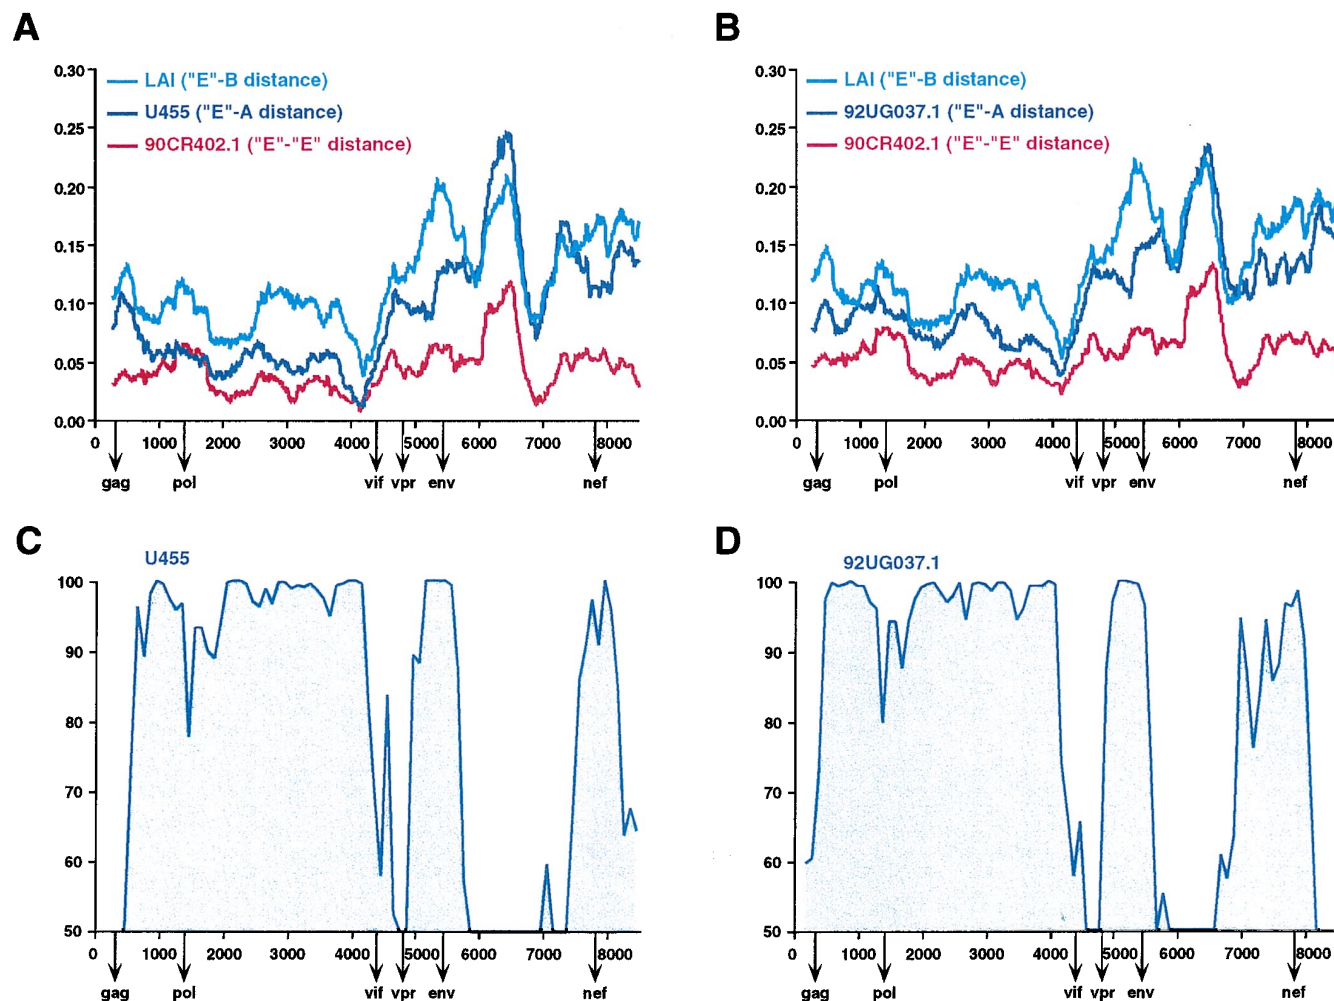 A
B
LAI ("E"-B distance)
U455 ("E"-A distance)
90CR402.1 ("E"-"E" distance)
0.30
0.25
0.20
0.15
0.10
0.05
0.00
0 1000 2000 3000 4000 5000 6000 7000 8000
gag pol vif vpr env nef
LAI ("E"-B distance)
92UG037.1 ("E"-A distance)
90CR402.1 ("E"-"E" distance)
0.30
0.25
0.20
0.15
0.10
0.05
0.00
0 1000 2000 3000 4000 5000 6000 7000 8000
gag pol vif vpr env nef
C
D
U455
100
90
80
70
60
50
0 1000 2000 3000 4000 5000 6000 7000 8000
gag pol vif vpr env nef
92UG037.1
100
90
80
70
60
50
0 1000 2000 3000 4000 5000 6000 7000 8000
gag pol vif vpr env nef